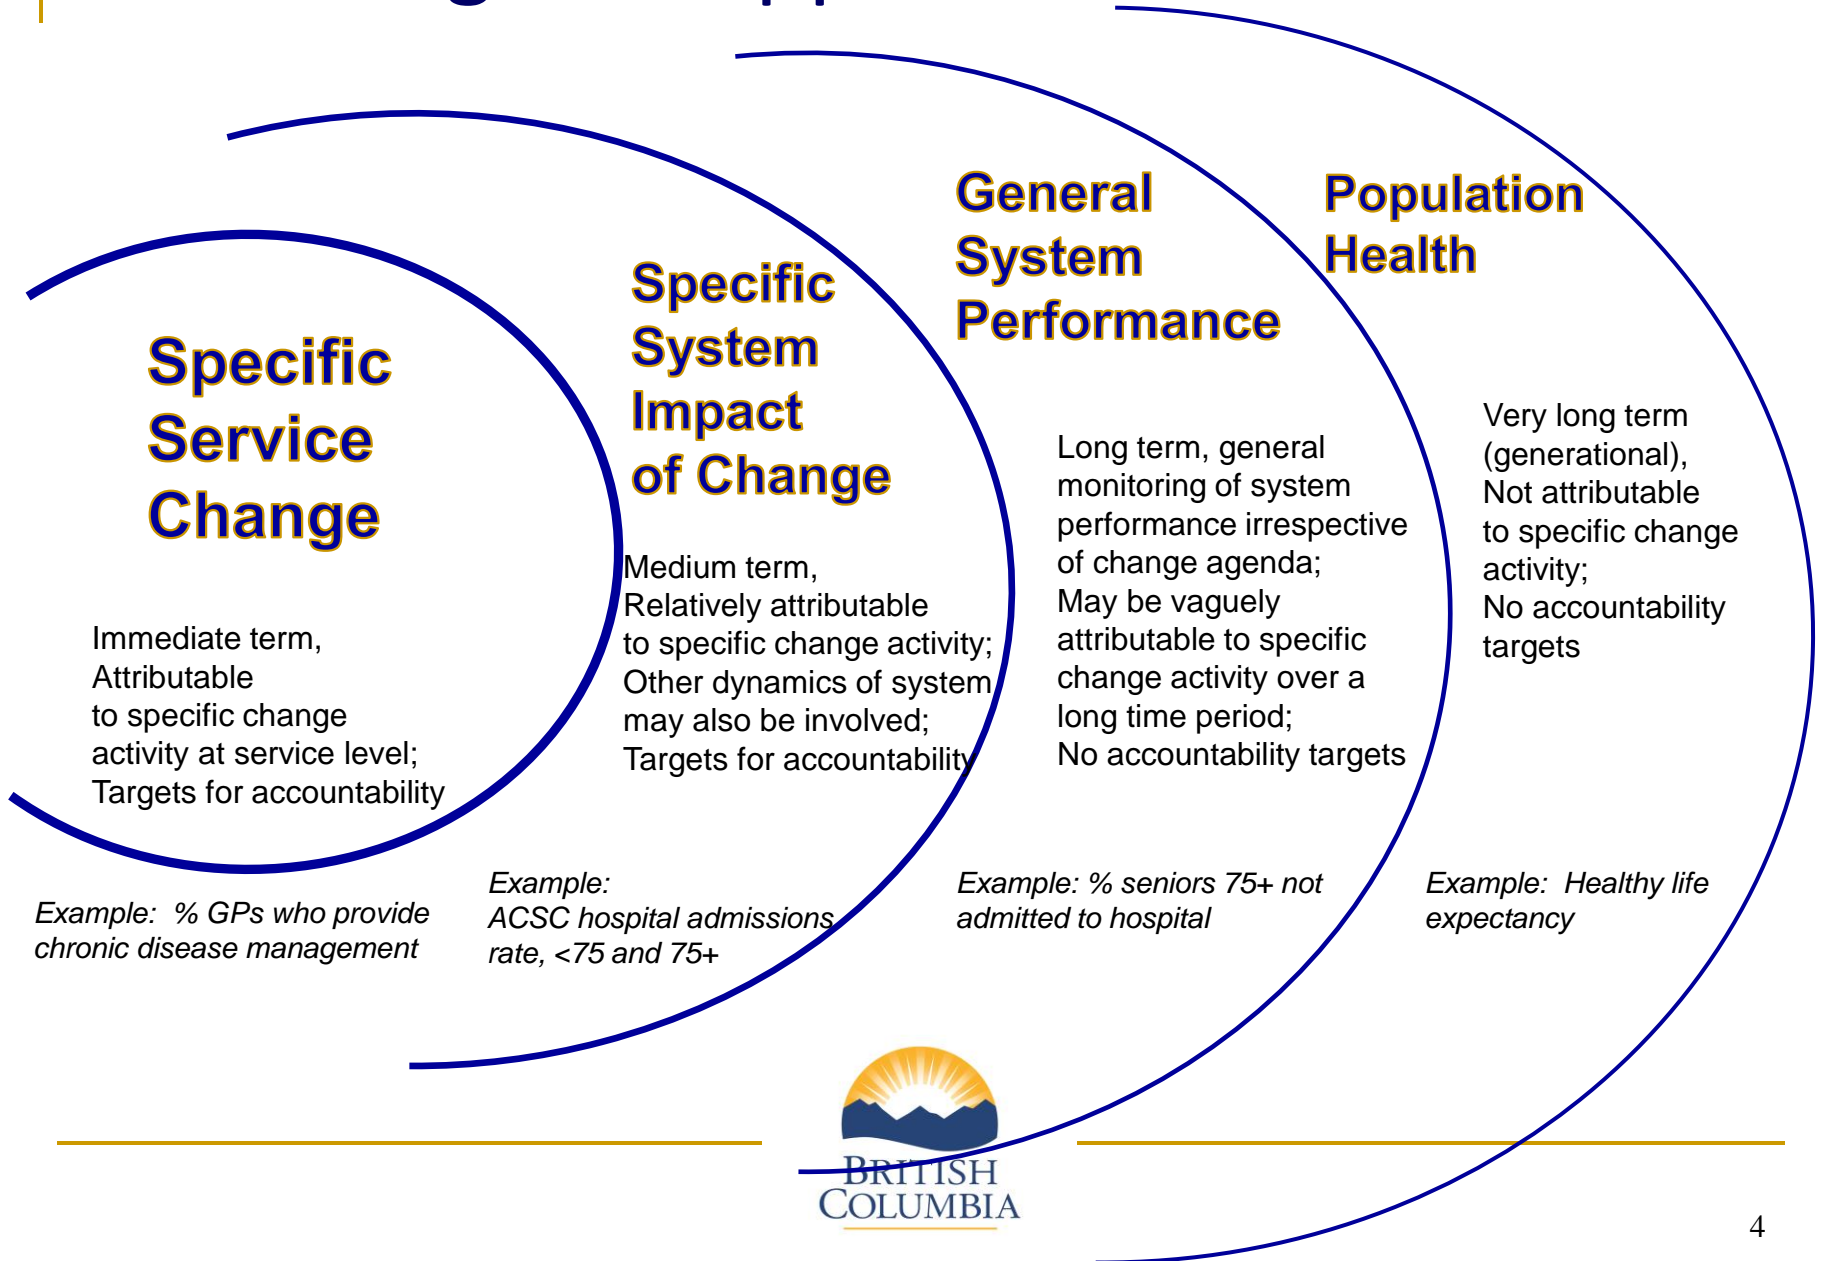 Specific
Service
Change
Immediate term,
Attributable
to specific change
activity at service level;
Targets for accountability
Example:  % GPs who provide
chronic disease management
Specific
System
Impact
of Change
Medium term,
Relatively attributable
to specific change activity;
Other dynamics of system
may also be involved;
Targets for accountability
Example:
ACSC hospital admissions
rate, <75 and 75+
General
System
Performance
Long term, general
monitoring of system
performance irrespective
of change agenda;
May be vaguely
attributable to specific
change activity over a
long time period;
No accountability targets
Example: % seniors 75+ not
admitted to hospital
Population
Health
Very long term
(generational),
Not attributable
to specific change
activity;
No accountability
targets
Example:  Healthy life
expectancy
BRITISH
COLUMBIA
4